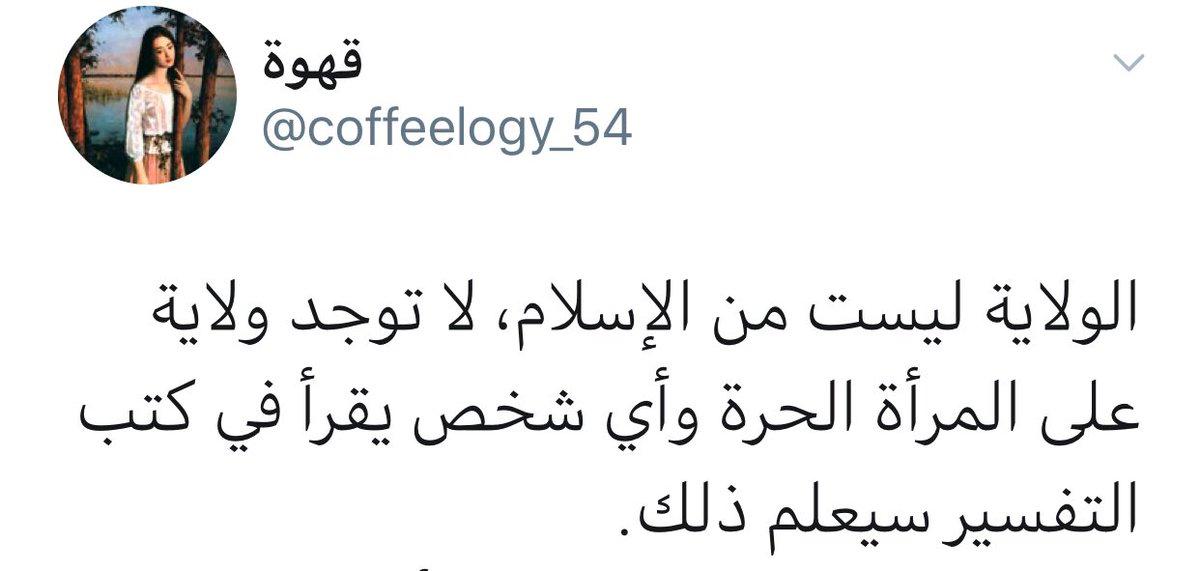 قهوة
@coffeelogy_54
الولاية ليست من الإسلام، لا توجد ولاية
على المرأة الحرة وأي شخص يقرأ في كتب
التفسير سيعلم ذلك.